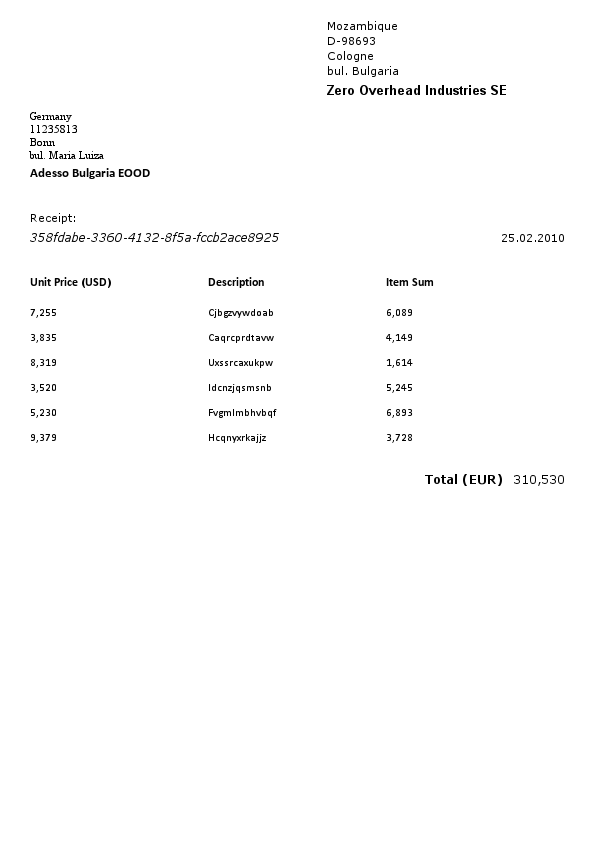 Mozambique
D-98693
Cologne
bul. Bulgaria
Zero Overhead Industries SE
Germany
11235813
Bonn
bul. Maria Luiza
Adesso Bulgaria EOOD
Receipt:
358fdabe-3360-4132-8f5a-fccb2ace8925 25.02.2010
Unit Price (USD) Description Item Sum
7,255 Cjbgzvywdoab 6,089
3,835 Caqrcprdtavw 4,149
8,319 Uxssrcaxukpw 1,614
3,520 Idcnzjqsmsnb 5,245
5,230 Fvgmlmbhvbqf 6,893
9,379 Hcqnyxrkajjz 3,728
Total (EUR) 310,530